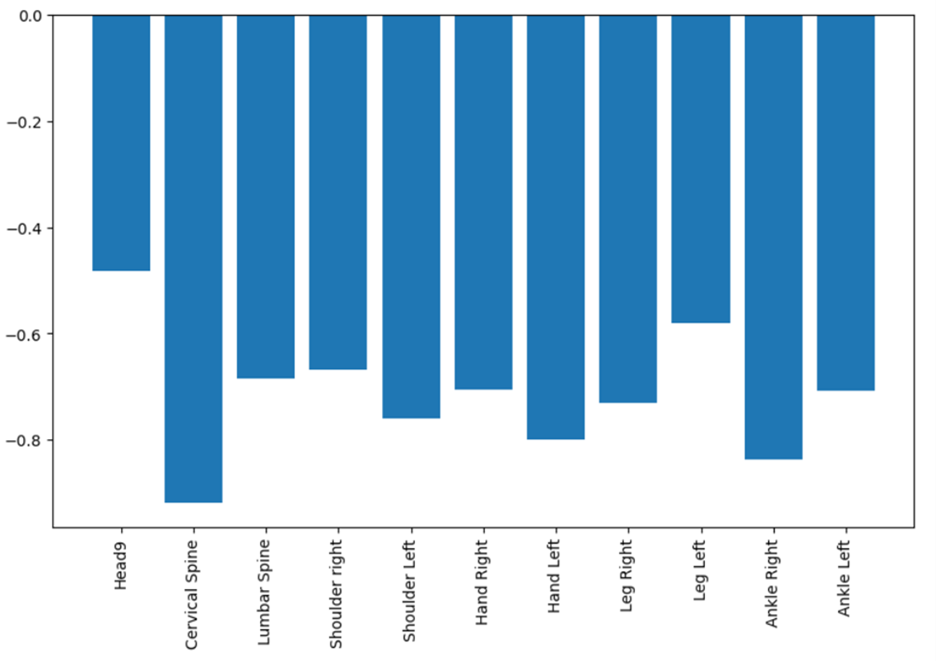 0.0
−0.2
−0.4
−0.6
−0.8
Head9
Cervical Spine
Lumbar Spine
Shoulder right
Shoulder Left
Hand Right
Hand Left
Leg Right
Leg Left
Ankle Right
Ankle Left